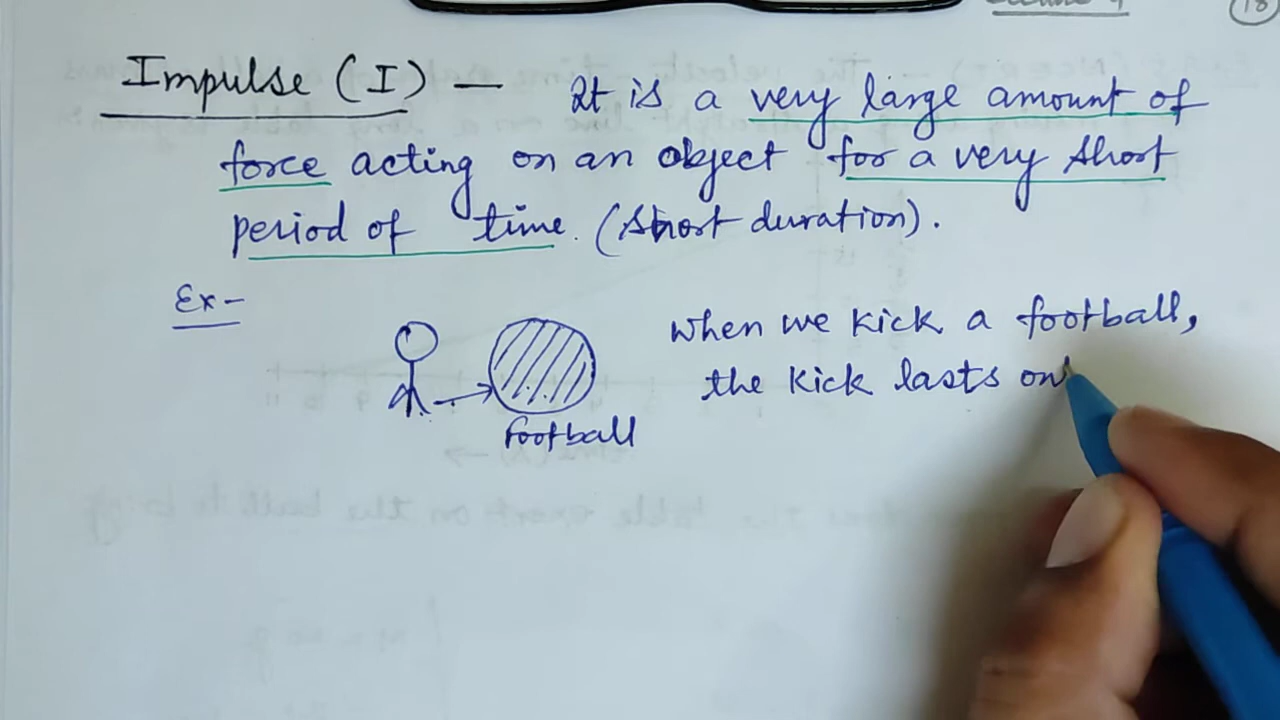 18
Impulse (I) – It is a very large amount of
force acting on an object for a very short
period of time. (short duration).
Ex-
when we kick a football,
the kick lasts on
football